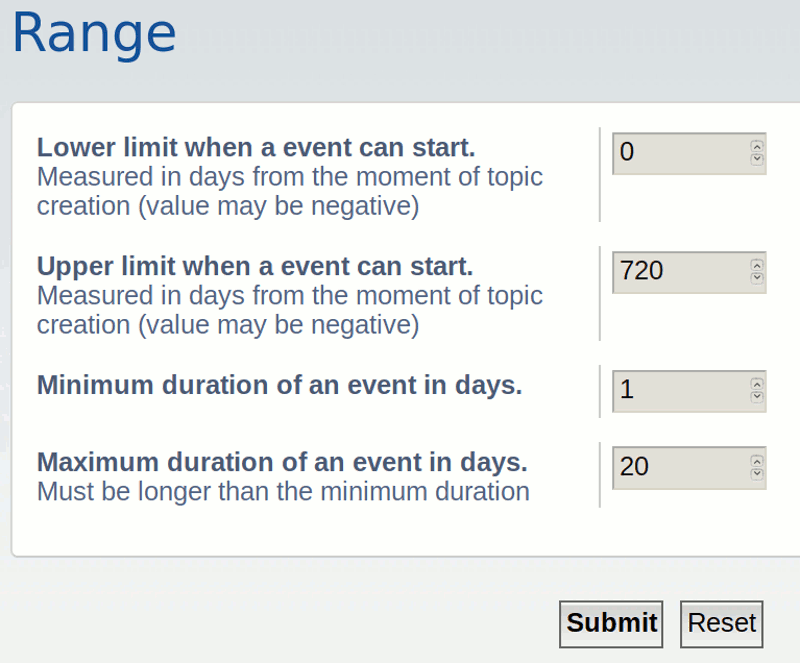 Range
Lower limit when a event can start.
0
Measured in days from the moment of topic
creation (value may be negative)
Upper limit when a event can start.
720
Measured in days from the moment of topic
creation (value may be negative)
Minimum duration of an event in days.
1
Maximum duration of an event in days.
20
Must be longer than the minimum duration
Submit Reset